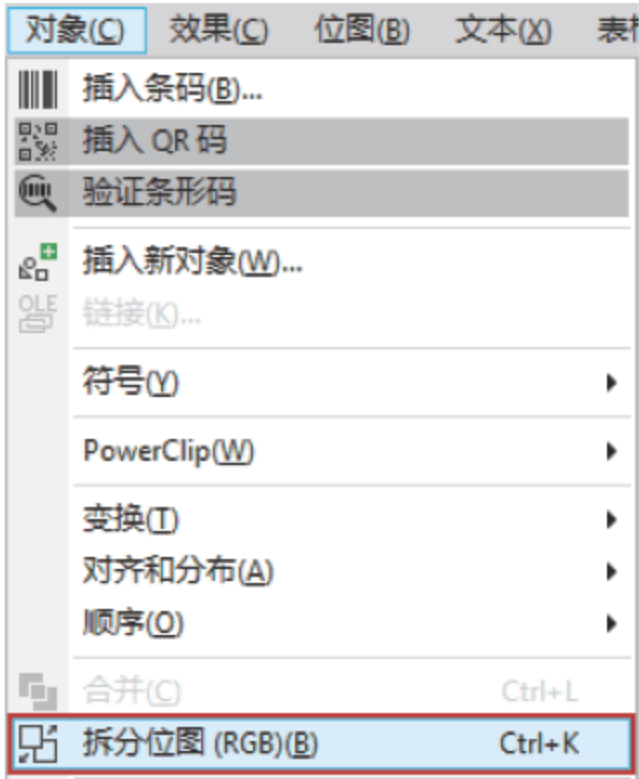 对象(C) 效果(C) 位图(B) 文本(X)
插入条码(B)...
插入 QR 码
验证条形码
插入新对象(W)...
OLE 链接(K)...
符号(Y)
PowerClip(W)
变换(T)
对齐和分布(A)
顺序(O)
合并(C) Ctrl+L
拆分位图 (RGB)(B) Ctrl+K